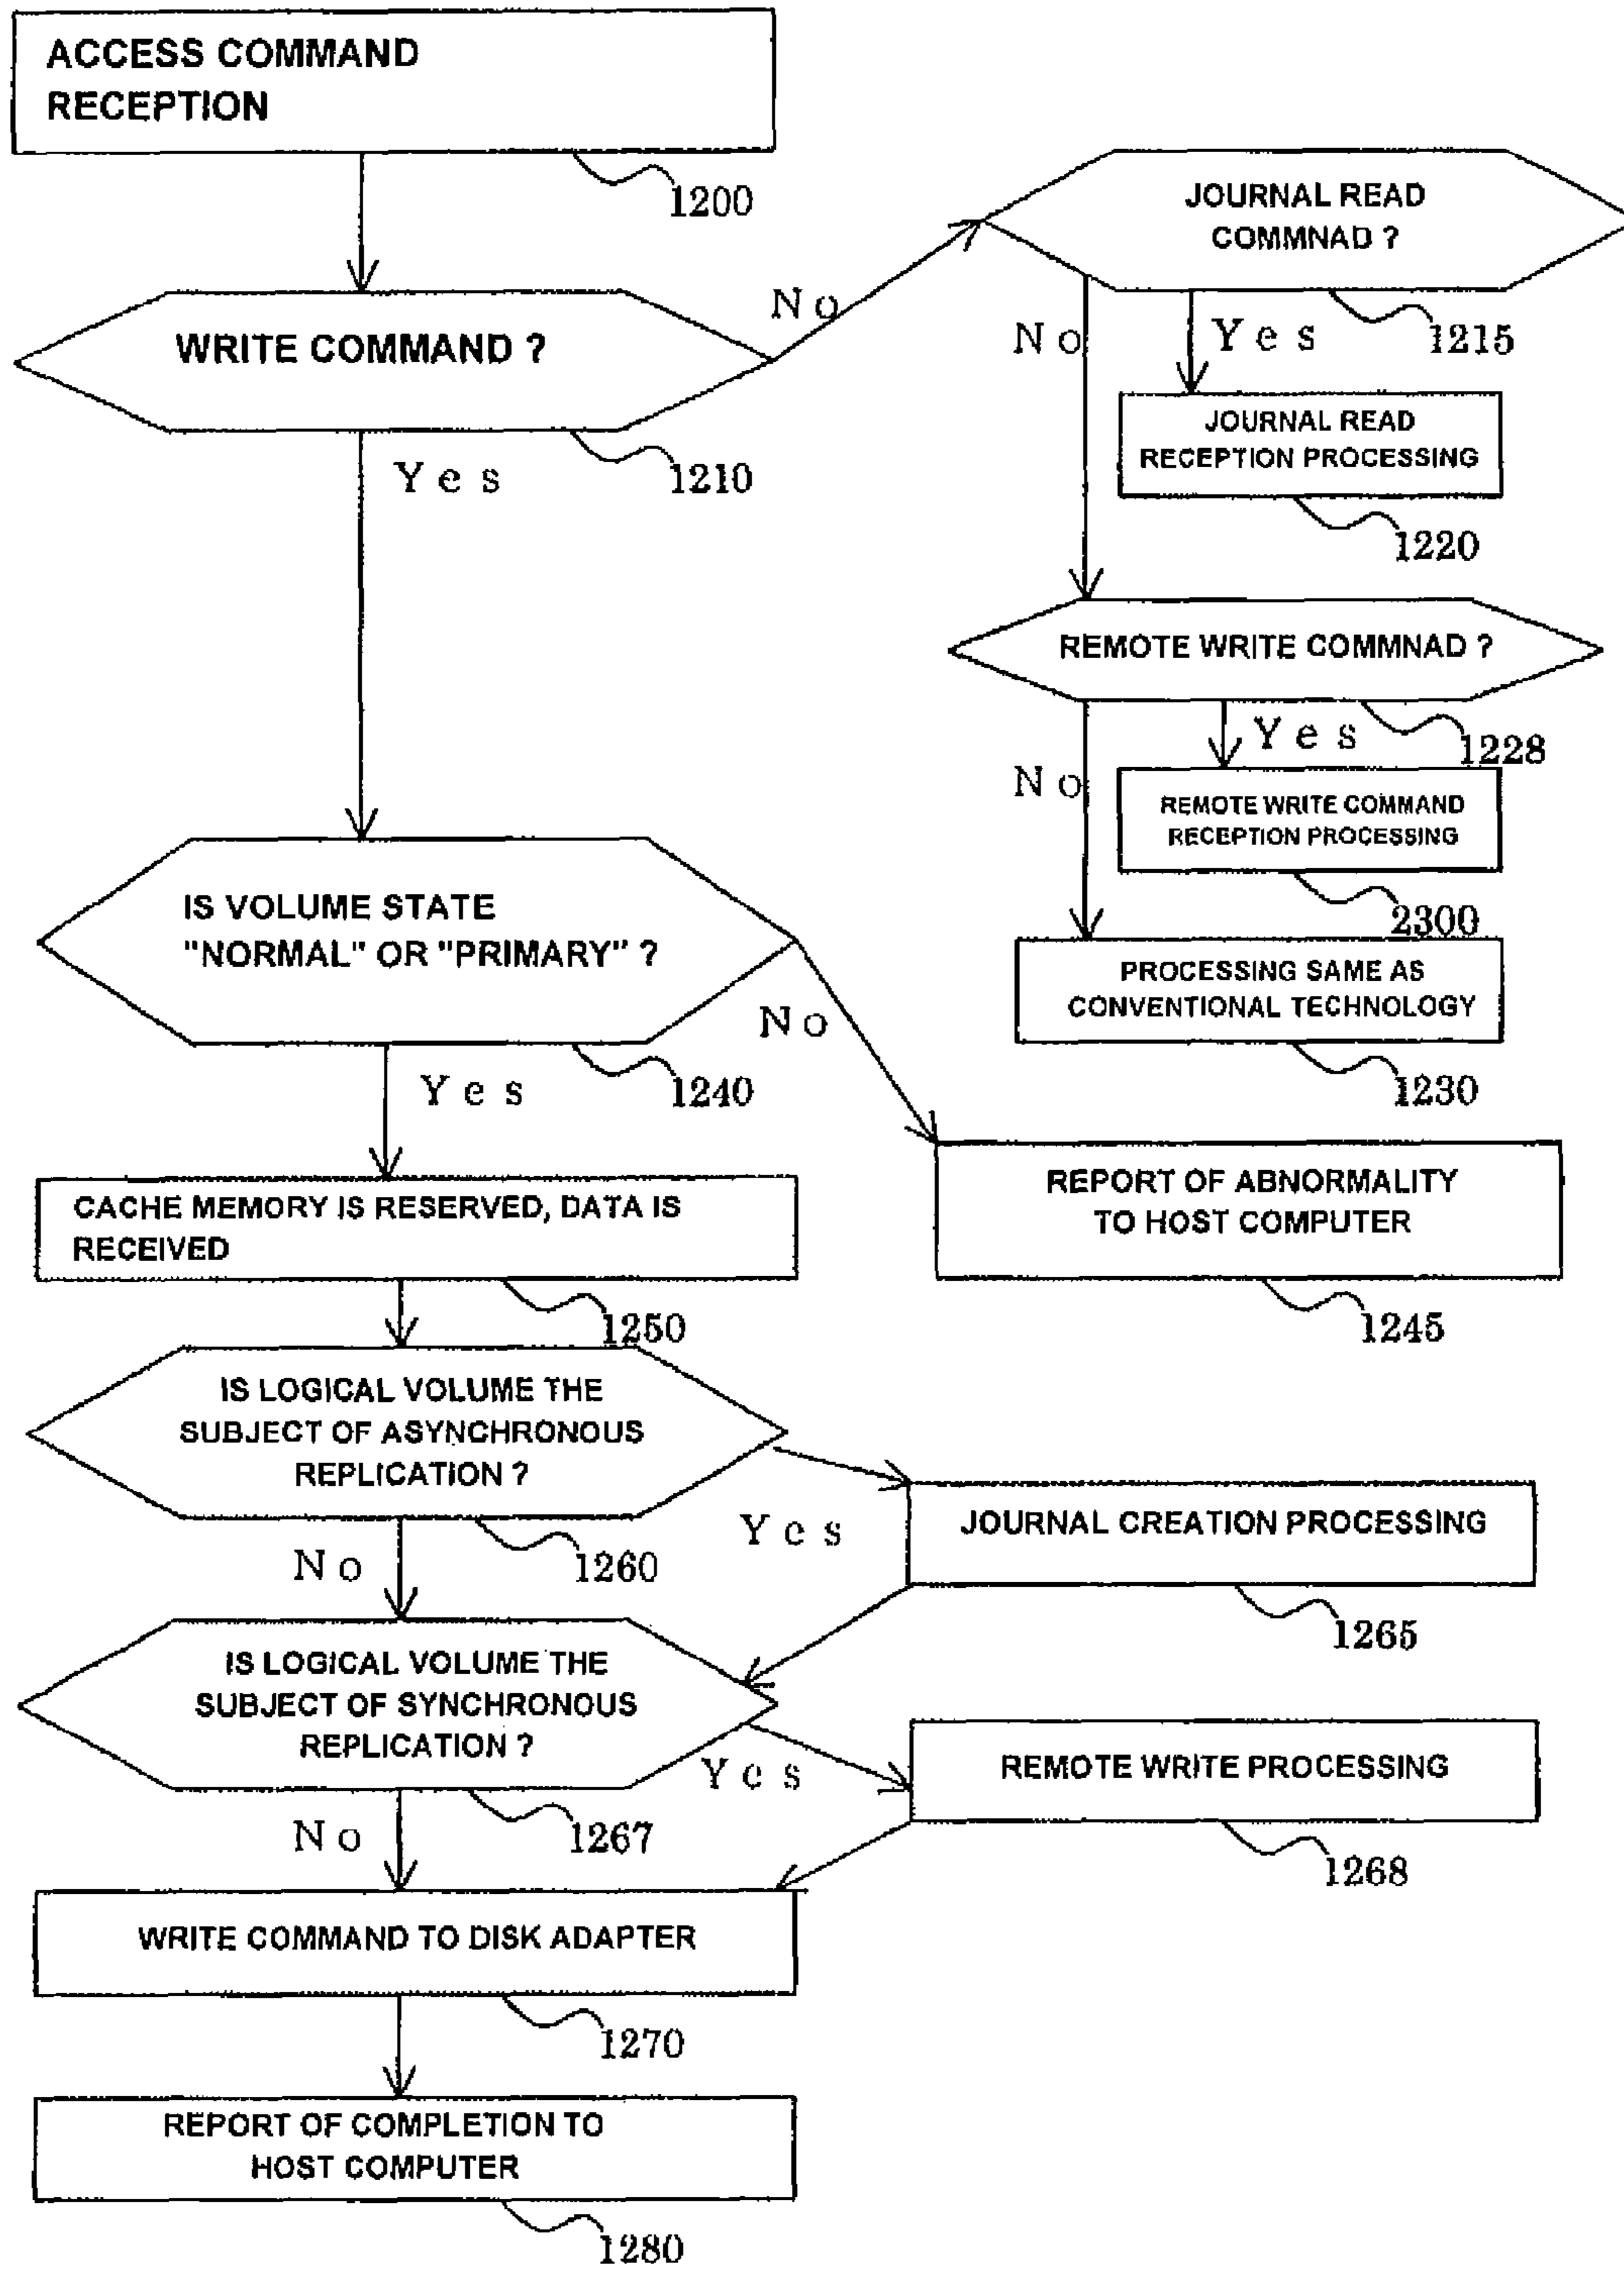 ACCESS COMMAND
RECEPTION
1200
WRITE COMMAND ?
No
1210
Yes
JOURNAL READ
COMMNAD ?
1215
No
Yes
JOURNAL READ
RECEPTION PROCESSING
1220
REMOTE WRITE COMMNAD ?
1228
Yes
No
REMOTE WRITE COMMAND
RECEPTION PROCESSING
2300
PROCESSING SAME AS
CONVENTIONAL TECHNOLOGY
1230
IS VOLUME STATE
"NORMAL" OR "PRIMARY" ?
No
1240
Yes
REPORT OF ABNORMALITY
TO HOST COMPUTER
1245
CACHE MEMORY IS RESERVED, DATA IS
RECEIVED
1250
IS LOGICAL VOLUME THE
SUBJECT OF ASYNCHRONOUS
REPLICATION ?
Yes
1260
No
JOURNAL CREATION PROCESSING
1265
IS LOGICAL VOLUME THE
SUBJECT OF SYNCHRONOUS
REPLICATION ?
Yes
1267
No
REMOTE WRITE PROCESSING
1268
WRITE COMMAND TO DISK ADAPTER
1270
REPORT OF COMPLETION TO
HOST COMPUTER
1280